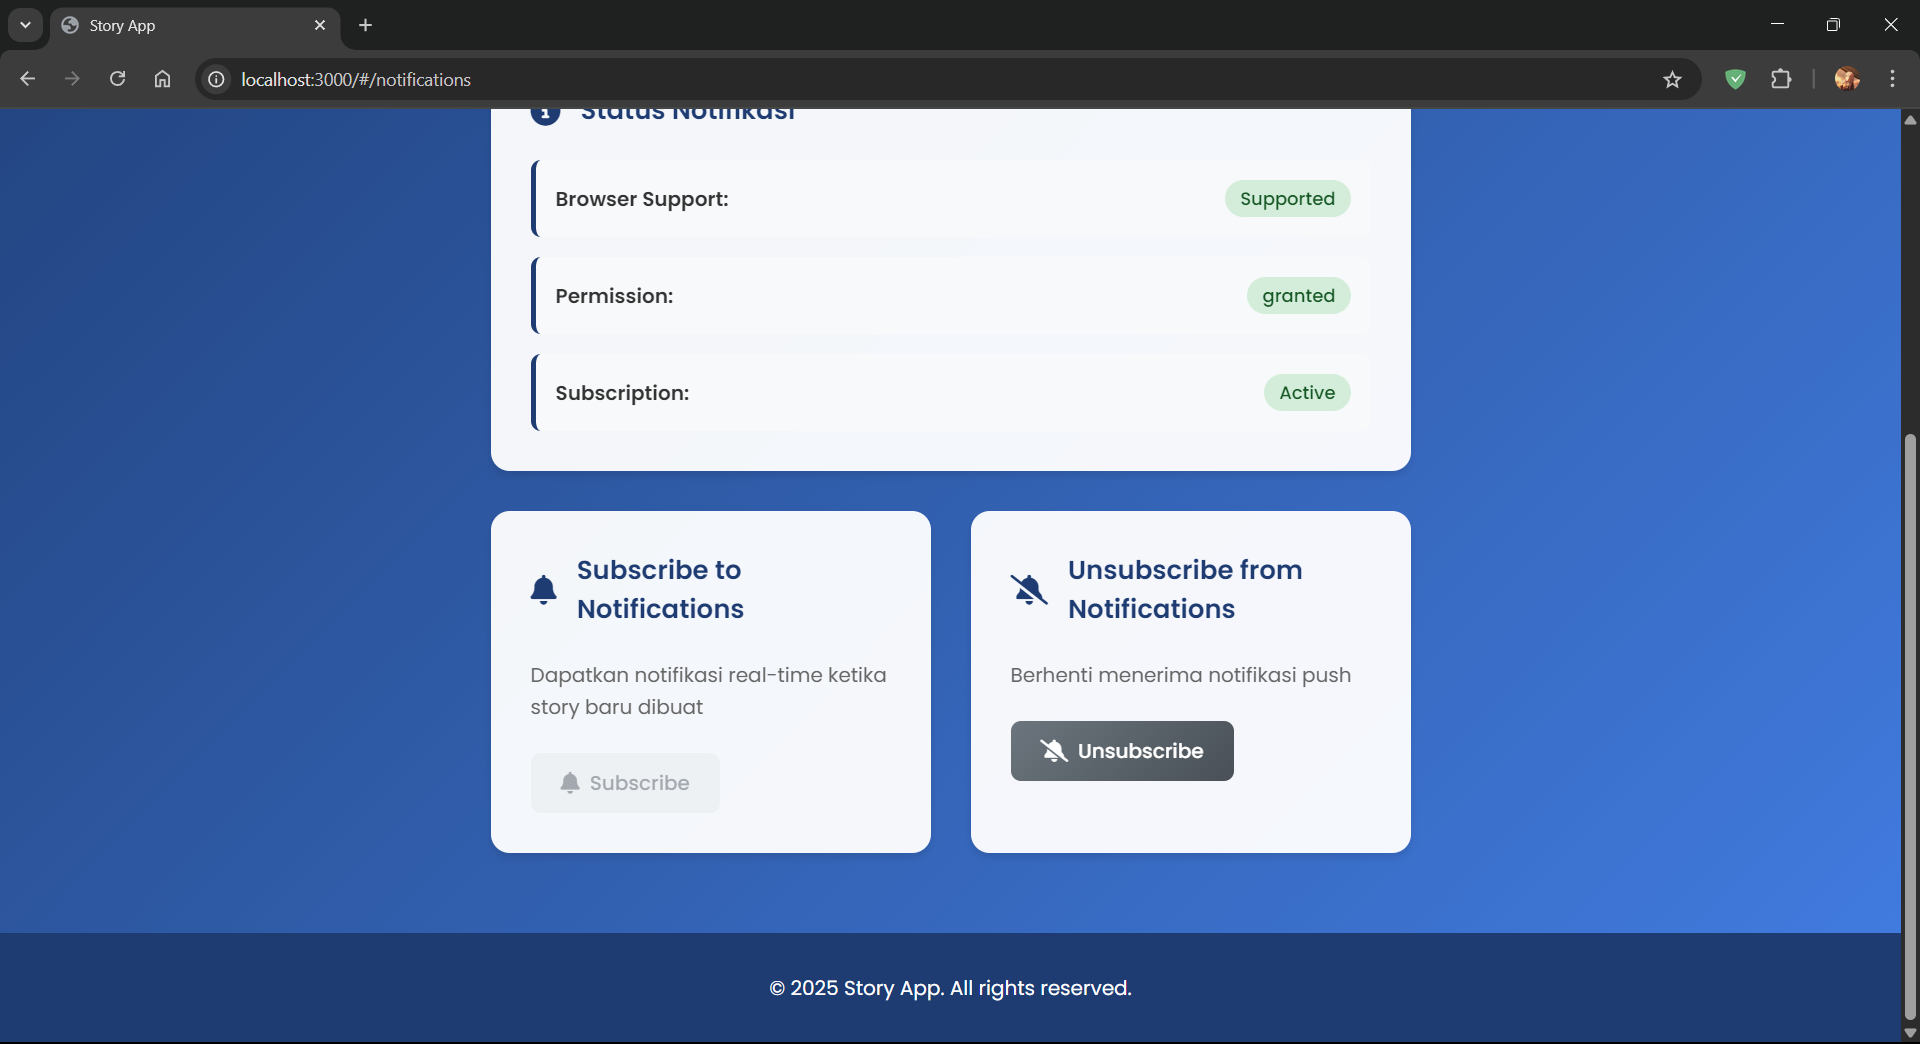 Story App
localhost:3000/#/notifications
Status Notifikasi
Browser Support:
Supported
Permission:
granted
Subscription:
Active
Subscribe to
Notifications
Dapatkan notifikasi real-time ketika
story baru dibuat
Subscribe
Unsubscribe from
Notifications
Berhenti menerima notifikasi push
Unsubscribe
© 2025 Story App. All rights reserved.